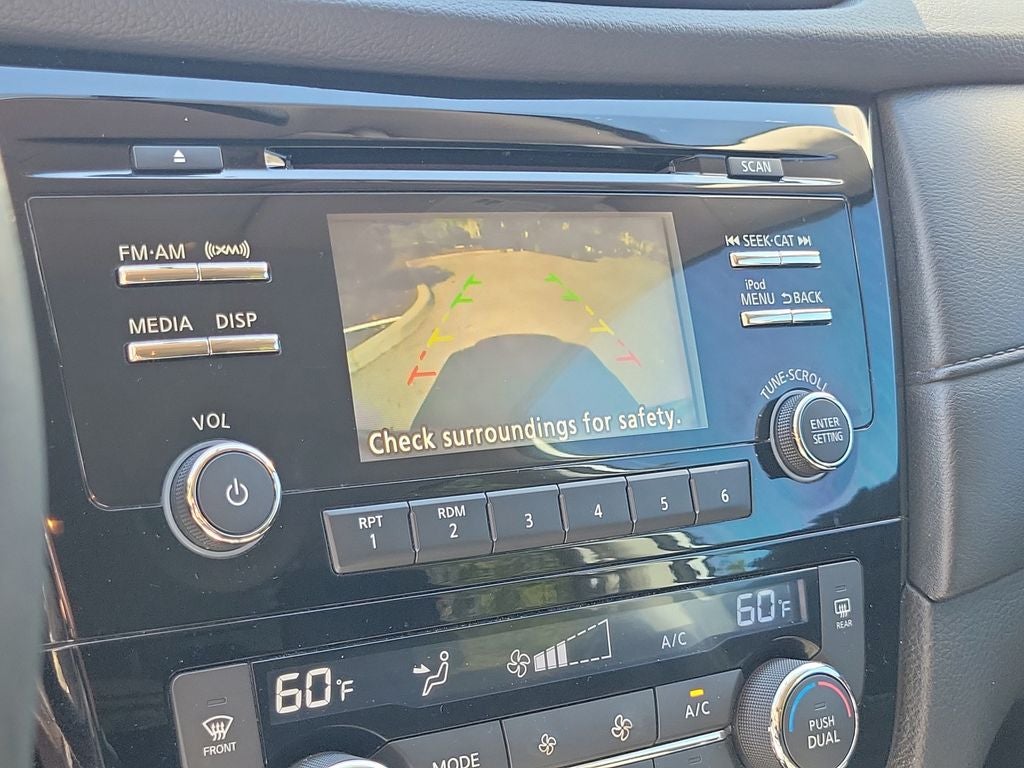 SCAN
FM·AM ((XM))
SEEK·CAT
iPod
MENU BACK
MEDIA DISP
TUNE·SCROLL
VOL
ENTER
SETTING
Check surroundings for safety.
RPT
1
RDM
2
3
4
5
6
60°F
A/C
60°F
REAR
FRONT
MODE
A/C
PUSH
DUAL